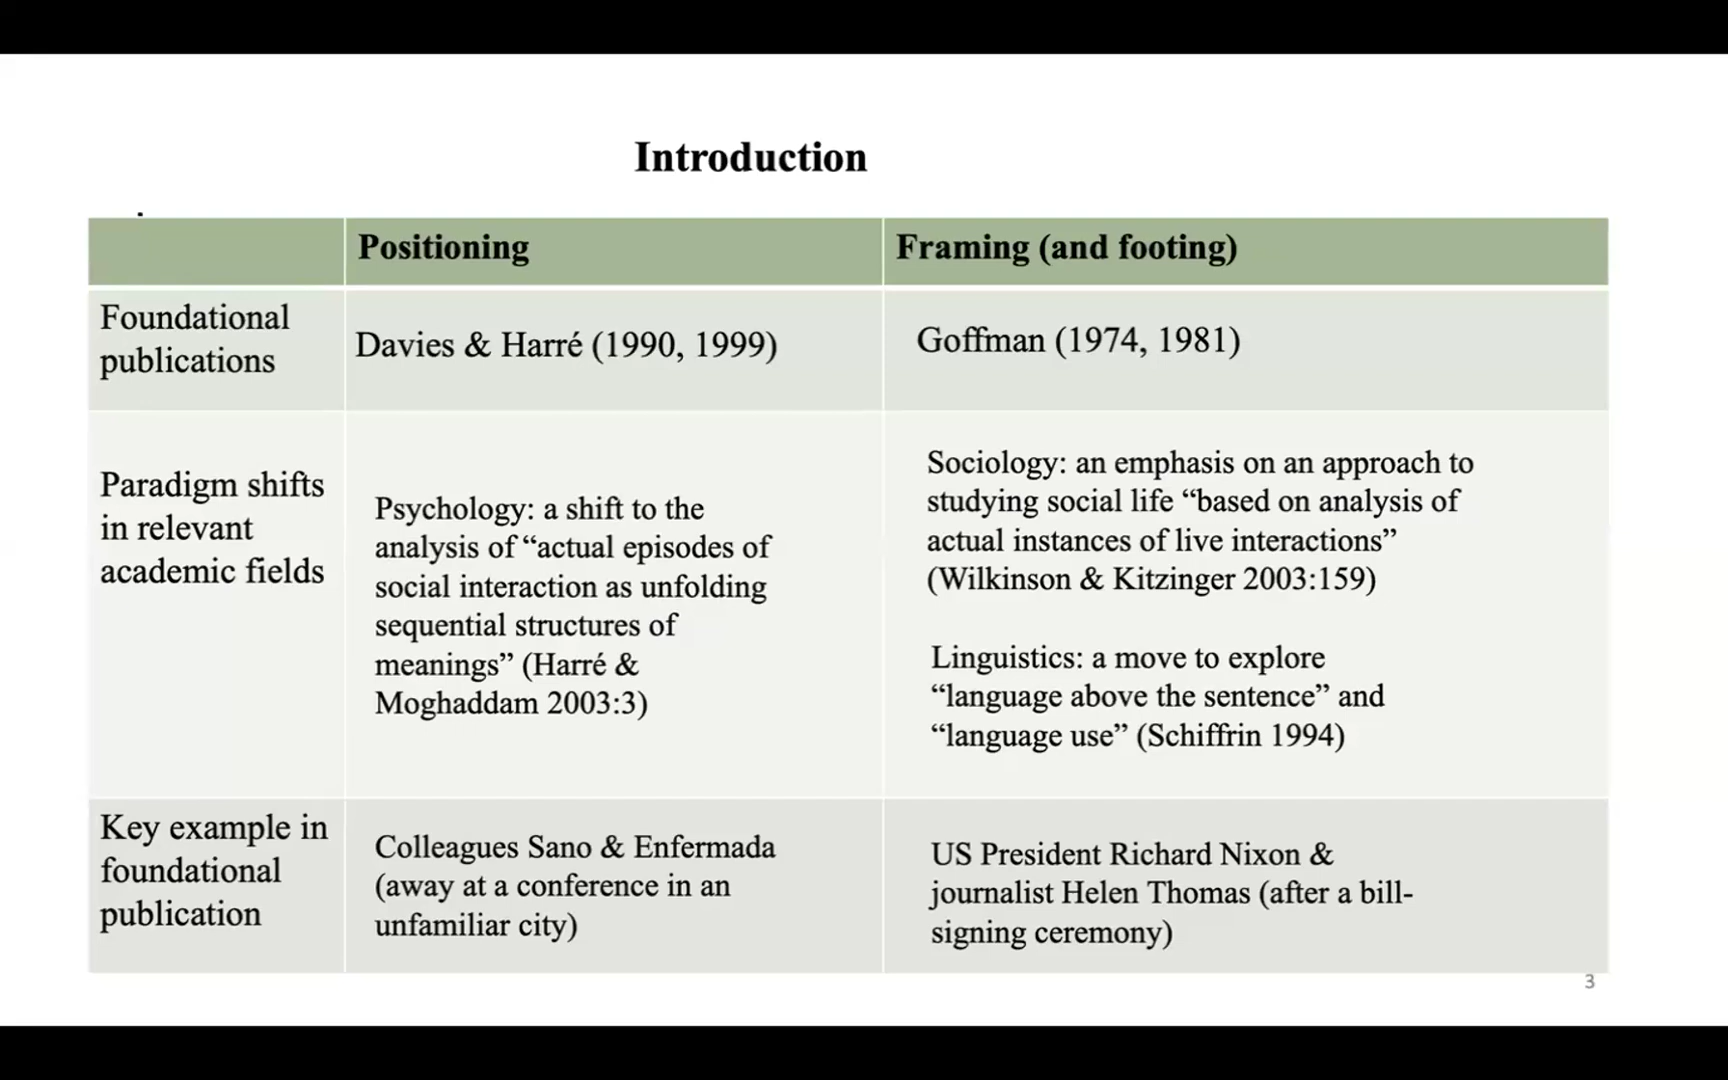 Introduction
.
Positioning
Framing (and footing)
Foundational
publications
Davies & Harré (1990, 1999)
Goffman (1974, 1981)
Paradigm shifts
in relevant
academic fields
Psychology: a shift to the
analysis of “actual episodes of
social interaction as unfolding
sequential structures of
meanings” (Harré &
Moghaddam 2003:3)
Sociology: an emphasis on an approach to
studying social life “based on analysis of
actual instances of live interactions”
(Wilkinson & Kitzinger 2003:159)
Linguistics: a move to explore
“language above the sentence” and
“language use” (Schiffrin 1994)
Key example in
foundational
publication
Colleagues Sano & Enfermada
(away at a conference in an
unfamiliar city)
US President Richard Nixon &
journalist Helen Thomas (after a bill-
signing ceremony)
3